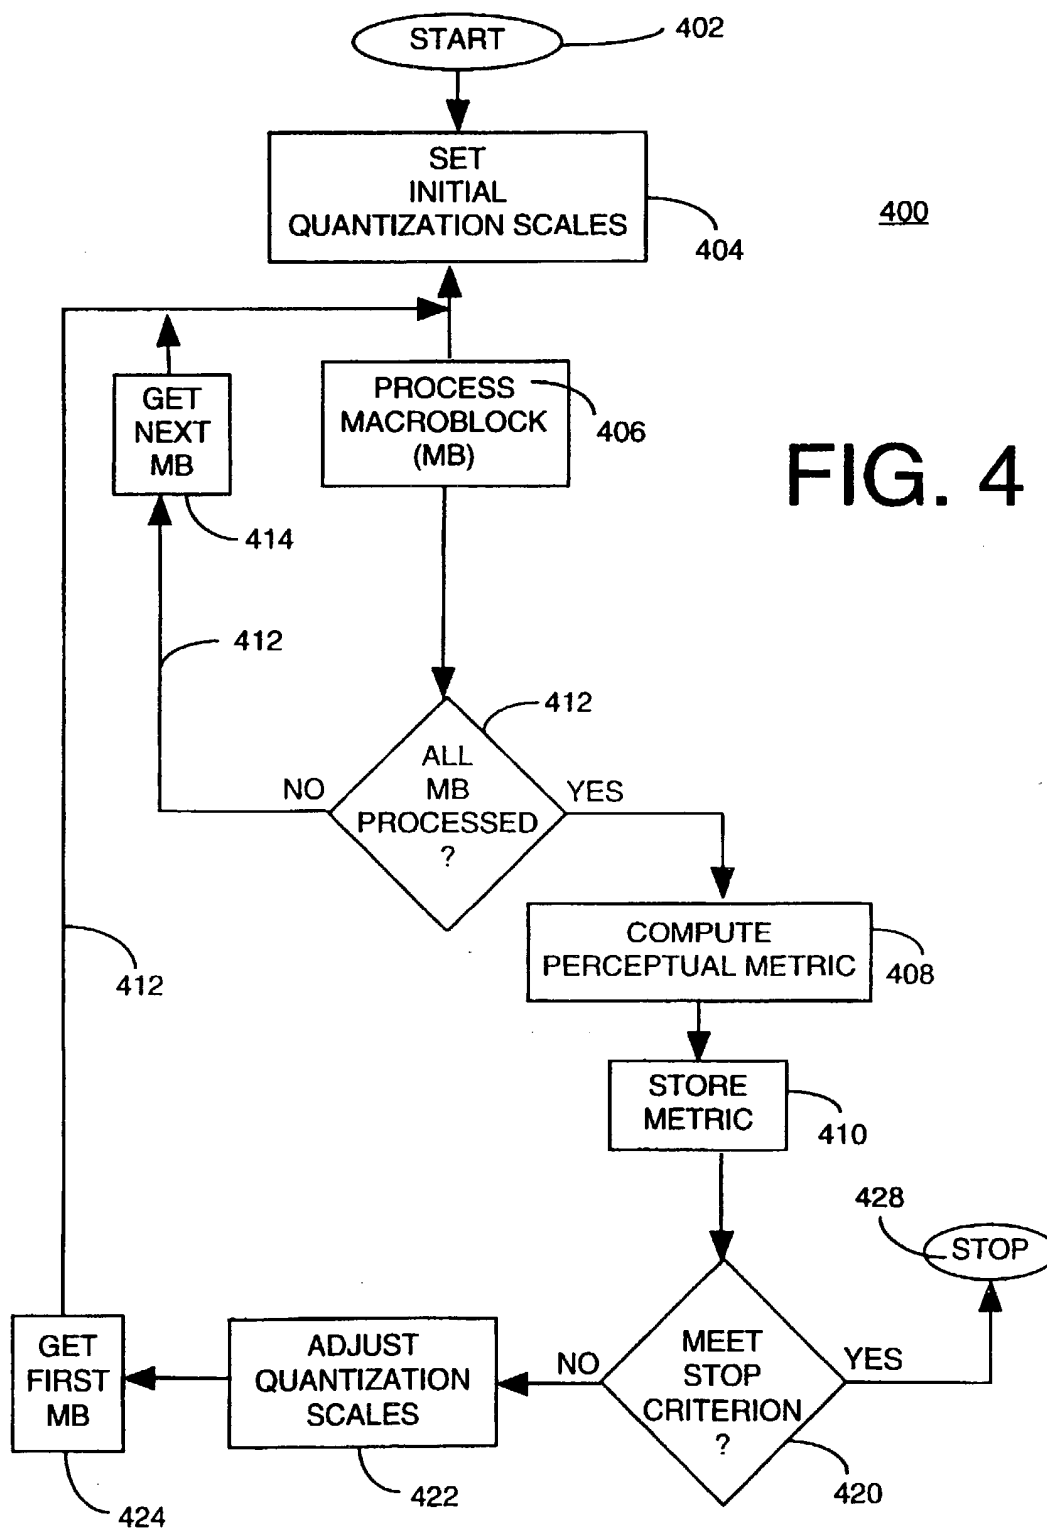 START
402
SET
INITIAL
QUANTIZATION SCALES
400
404
GET
NEXT
MB
PROCESS
MACROBLOCK
(MB)
406
FIG. 4
414
412
412
ALL
MB
PROCESSED
?
NO
YES
COMPUTE
PERCEPTUAL METRIC
408
412
STORE
METRIC
410
428
STOP
MEET
STOP
CRITERION
?
NO
YES
420
ADJUST
QUANTIZATION
SCALES
422
GET
FIRST
MB
424